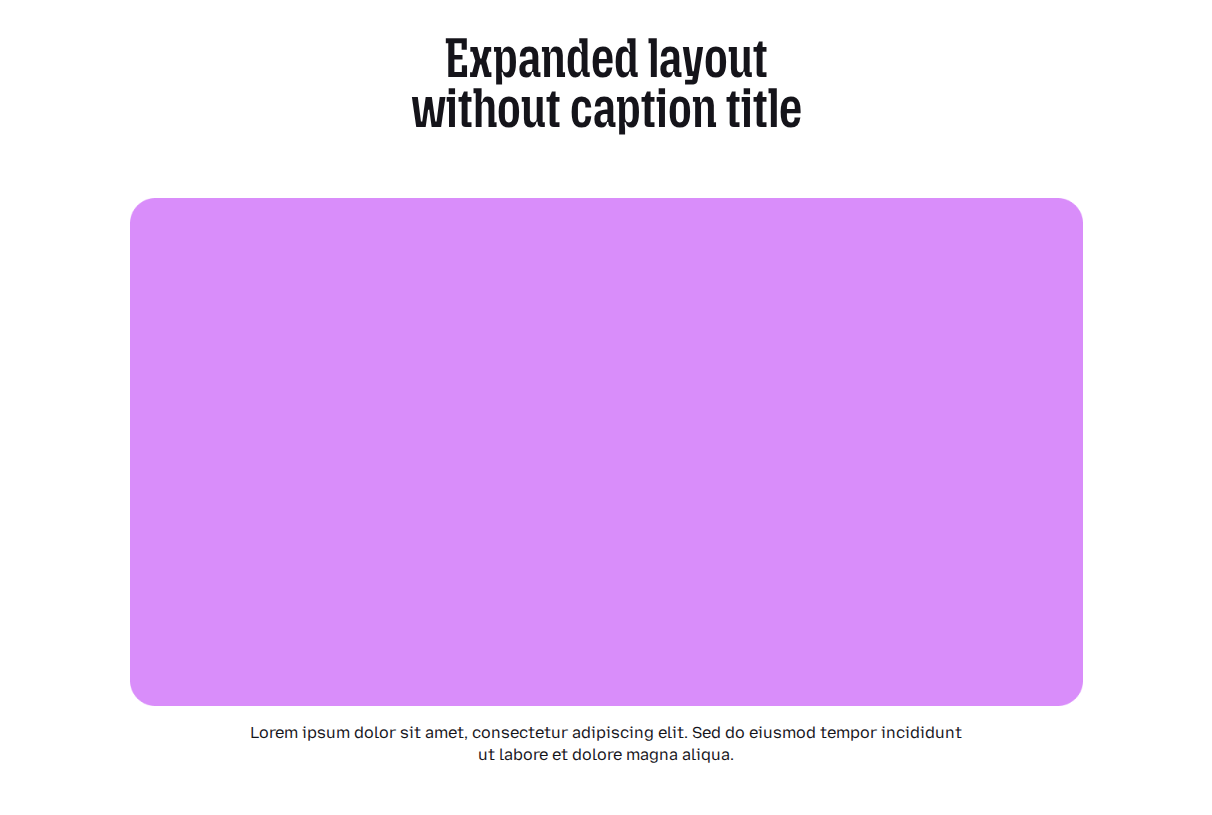 Expanded layout
without caption title
Lorem ipsum dolor sit amet, consectetur adipiscing elit. Sed do eiusmod tempor incididunt
ut labore et dolore magna aliqua.